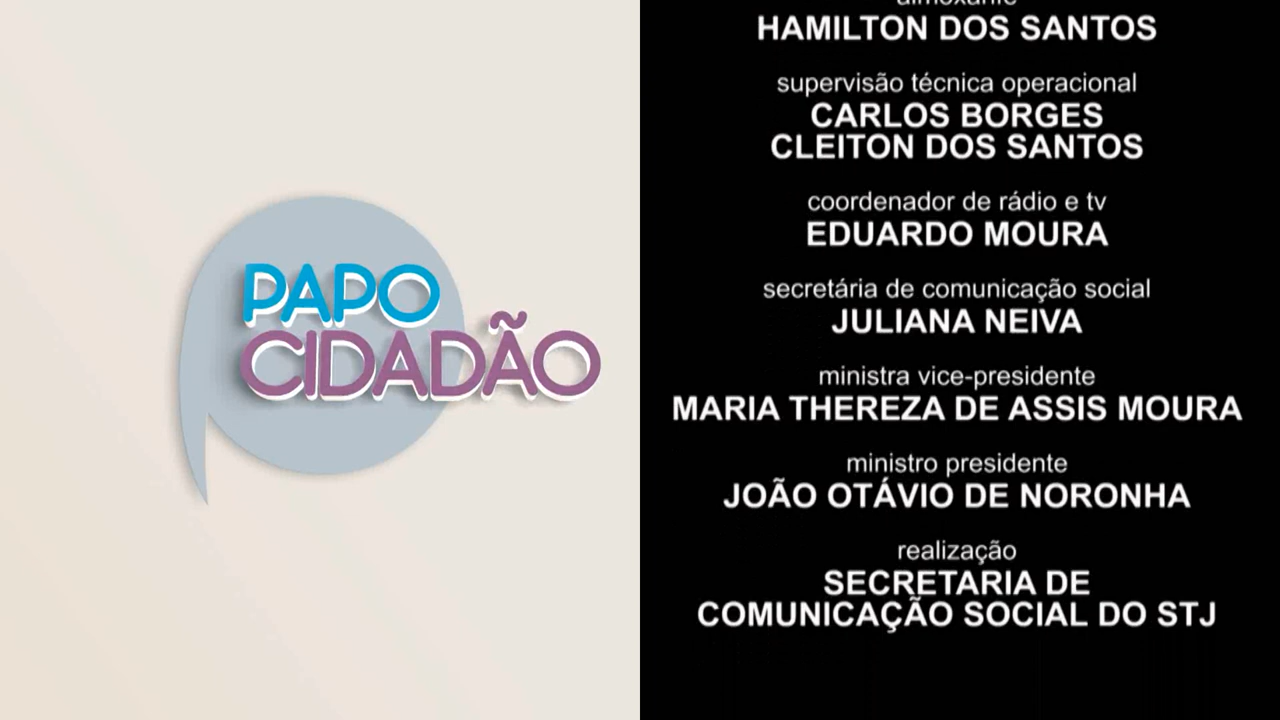 PAPO
CIDADÃO
almoxarife
HAMILTON DOS SANTOS
supervisão técnica operacional
CARLOS BORGES
CLEITON DOS SANTOS
coordenador de rádio e tv
EDUARDO MOURA
secretária de comunicação social
JULIANA NEIVA
ministra vice-presidente
MARIA THEREZA DE ASSIS MOURA
ministro presidente
JOÃO OTÁVIO DE NORONHA
realização
SECRETARIA DE
COMUNICAÇÃO SOCIAL DO STJ